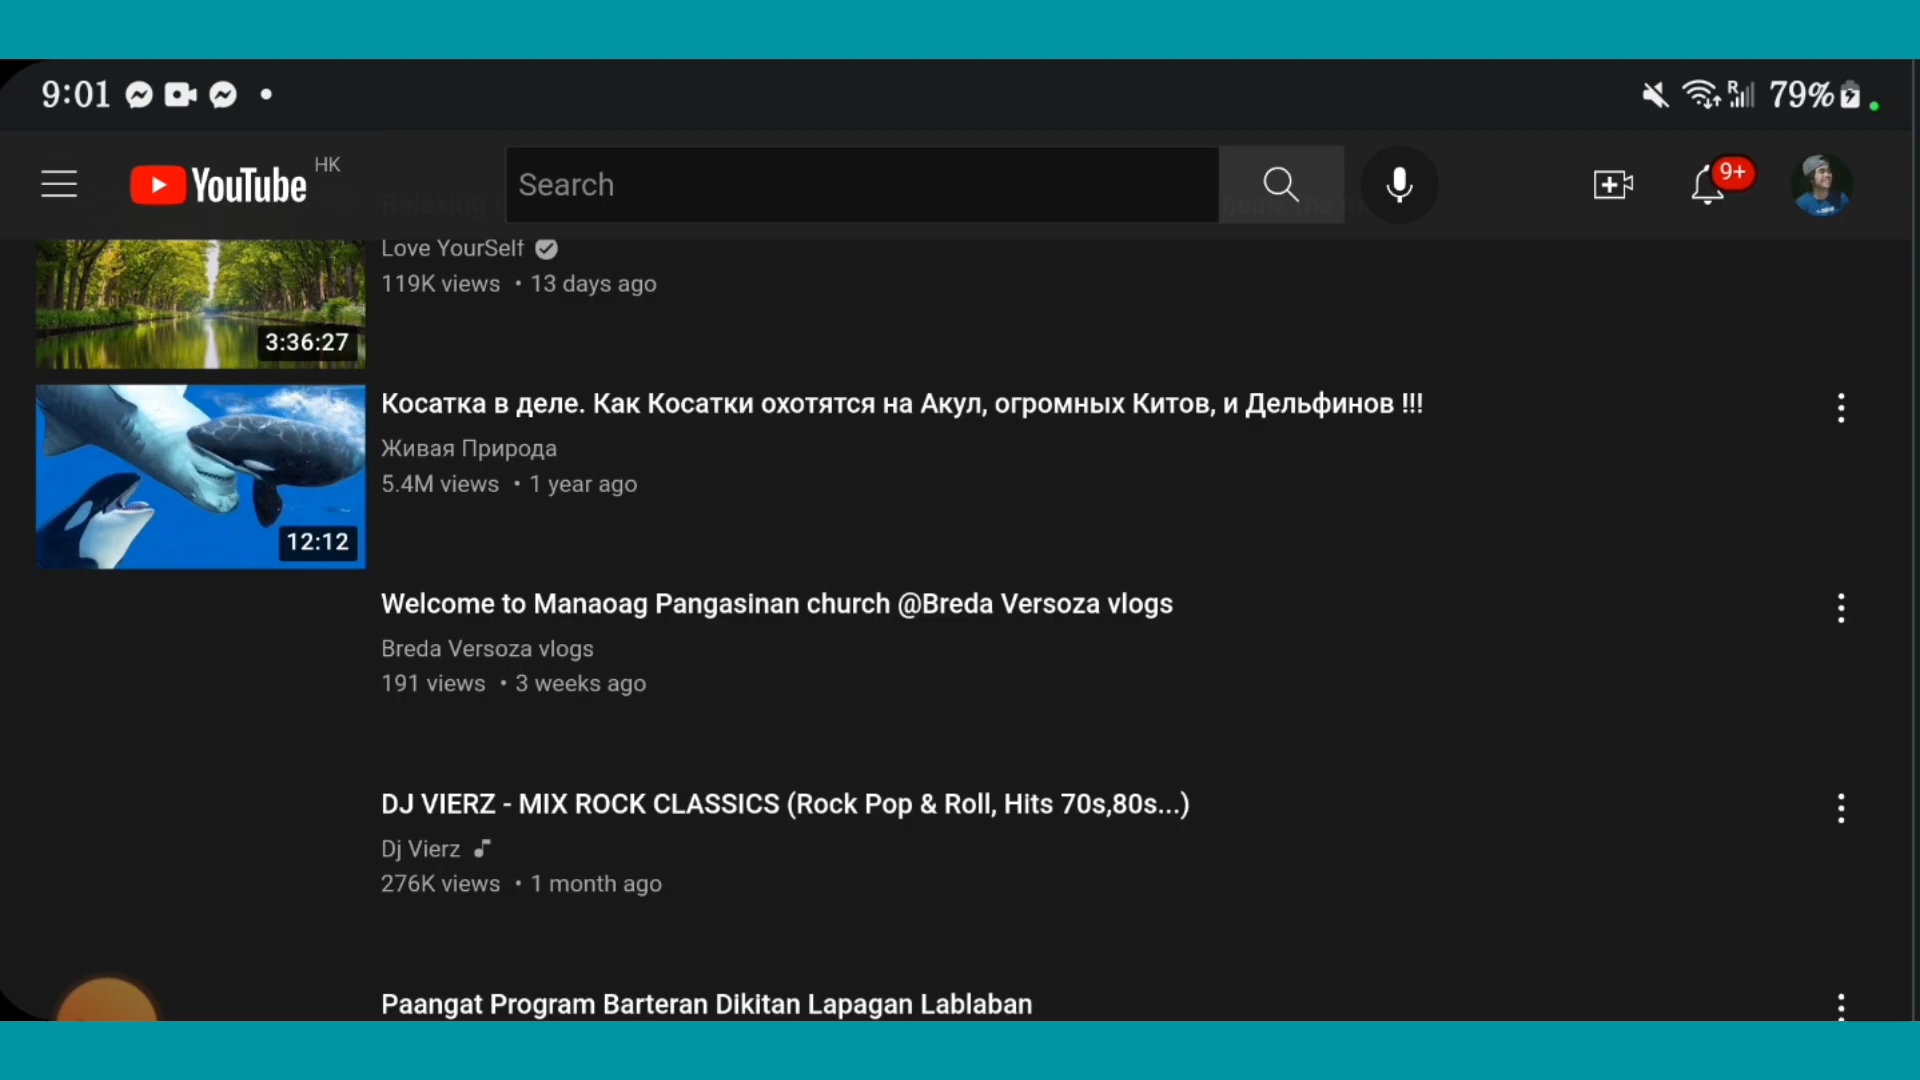 9:01
R
79%
YouTube HK
Search
9+
Relaxing
Love YourSelf
119K views • 13 days ago
3:36:27
Косатка в деле. Как Косатки охотятся на Акул, огромных Китов, и Дельфинов !!!
Живая Природа
5.4M views • 1 year ago
12:12
Welcome to Manaoag Pangasinan church @Breda Versoza vlogs
Breda Versoza vlogs
191 views • 3 weeks ago
DJ VIERZ - MIX ROCK CLASSICS (Rock Pop & Roll, Hits 70s,80s...)
Dj Vierz
276K views • 1 month ago
Paangat Program Barteran Dikitan Lapagan Lablaban